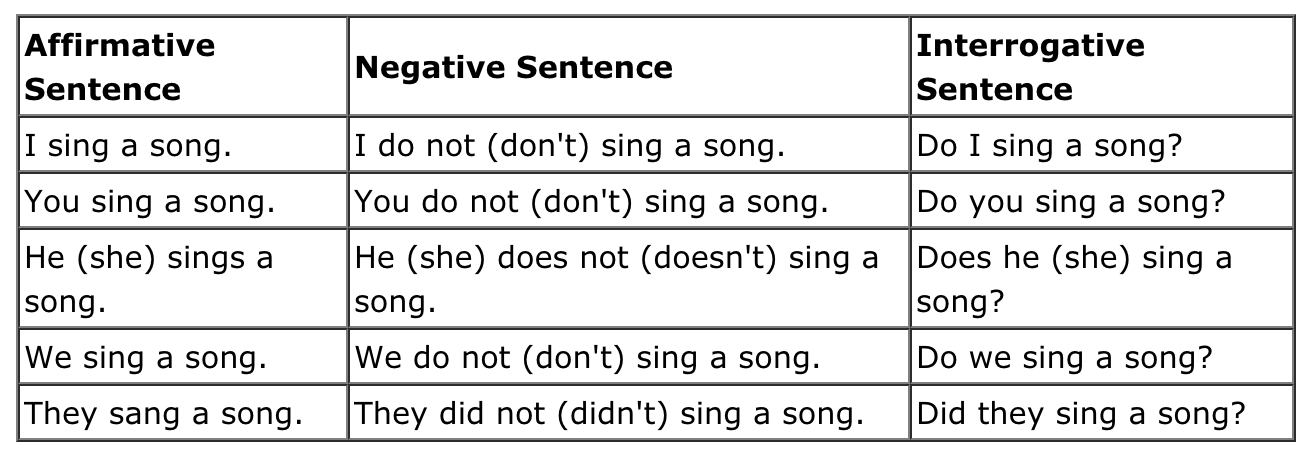 Affirmative
Sentence
Negative Sentence
Interrogative
Sentence
I sing a song.
I do not (don't) sing a song.
Do I sing a song?
You sing a song.
You do not (don't) sing a song.
Do you sing a song?
He (she) sings a
song.
He (she) does not (doesn't) sing a
song.
Does he (she) sing a
song?
We sing a song.
We do not (don't) sing a song.
Do we sing a song?
They sang a song.
They did not (didn't) sing a song.
Did they sing a song?